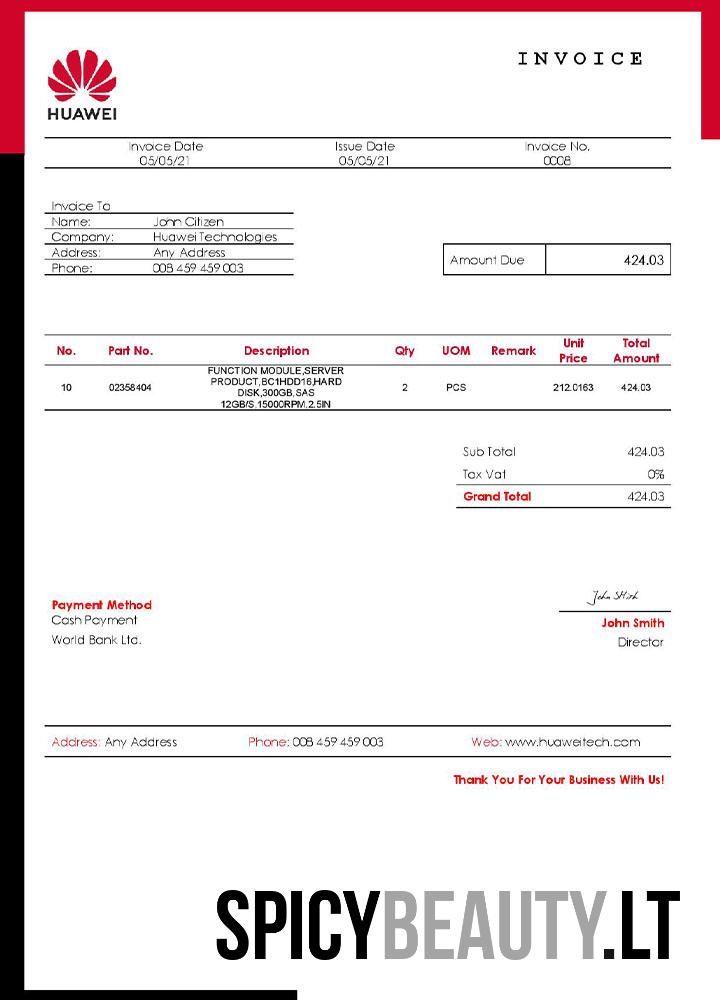 INVOICE
HUAWEI
Invoice Date Issue Date Invoice No.
05/05/21 05/05/21 0008
Invoice To
Name: John Citizen
Company: Huawei Technologies
Address: Any Address
Phone: 008 459 459 003
Amount Due 424.03
No. Part No. Description Qty UOM Remark Unit Price Total Amount
FUNCTION MODULE,SERVER
PRODUCT,BC1HDD16,HARD
10 02358404 DISK,300GB,SAS 2 PCS 212.0163 424.03
12GB/S,15000RPM,2.5IN
Sub Total 424.03
Tax Vat 0%
Grand Total 424.03
John Smith
Payment Method
Cash Payment
World Bank Ltd.
John Smith
Director
Address: Any Address Phone: 008 459 459 003 Web: www.huaweitech.com
Thank You For Your Business With Us!
SPICYBEAUTY.LT